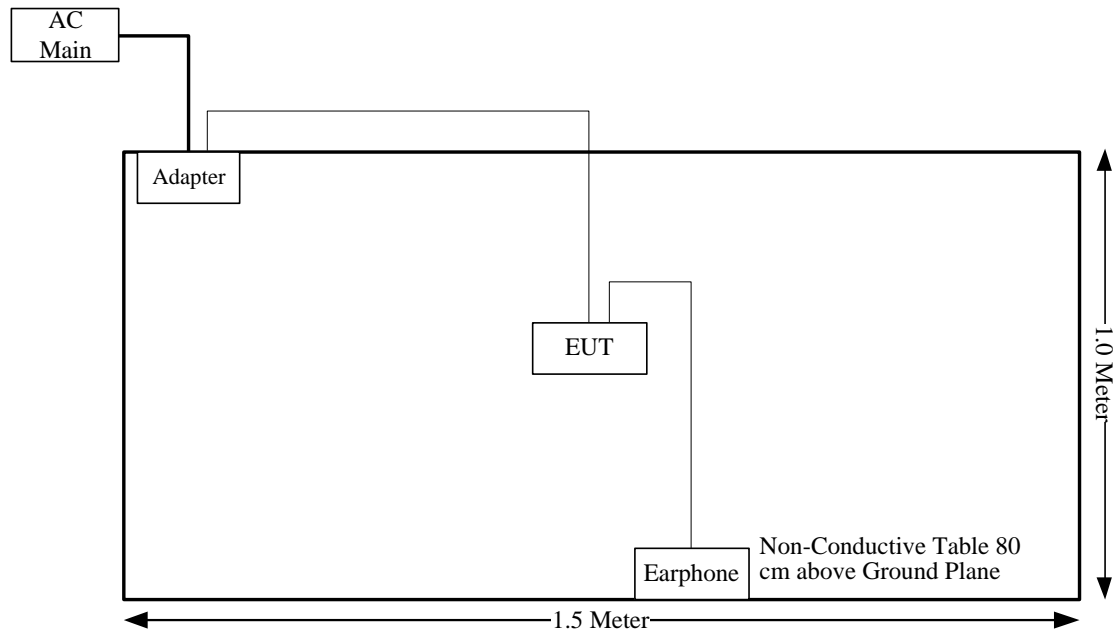 AC
Main
Adapter
EUT
1.0 Meter
Non-Conductive Table 80
cm above Ground Plane
Earphone
1.5 Meter